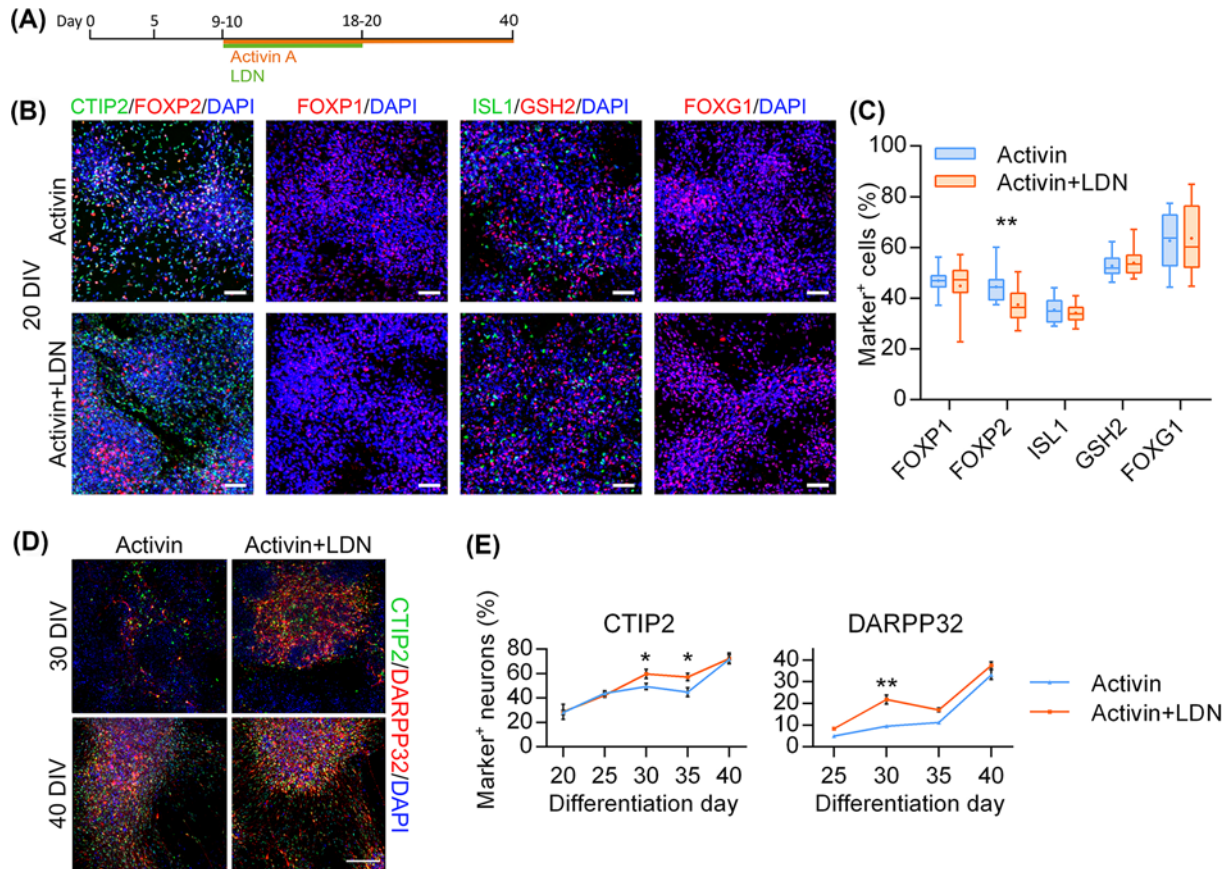 (A)
Day 0 5 9-10 18-20 40
Activin A
LDN
(B)
CTIP2/FOXP2/DAPI FOXP1/DAPI ISL1/GSH2/DAPI FOXG1/DAPI
20 DIV
Activin
Activin+LDN
(C)
Marker⁺ cells (%)
100
80
60
40
20
0
Activin
Activin+LDN
**
FOXP1 FOXP2 ISL1 GSH2 FOXG1
(D)
Activin Activin+LDN
30 DIV
40 DIV
CTIP2/DARPP32/DAPI
(E)
Marker⁺ neurons (%)
CTIP2
80
60
40
20
0
* *
20 25 30 35 40
Differentiation day
DARPP32
40
30
20
10
0
**
25 30 35 40
Differentiation day
Activin
Activin+LDN